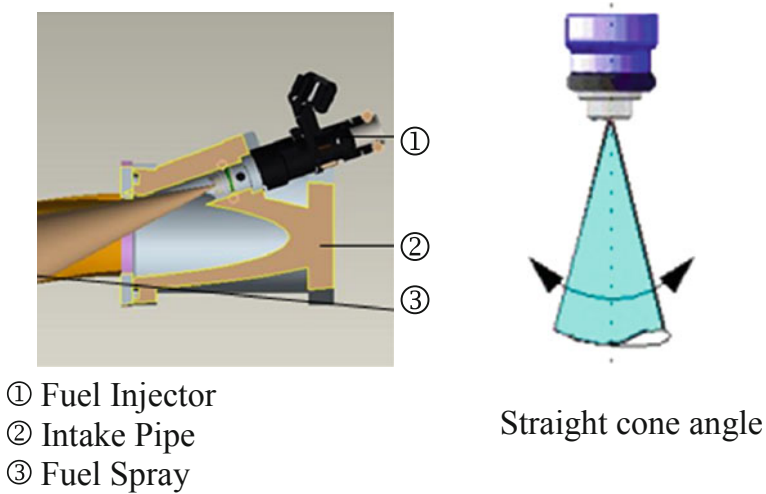 ①
②
③
① Fuel Injector
② Intake Pipe
③ Fuel Spray
Straight cone angle